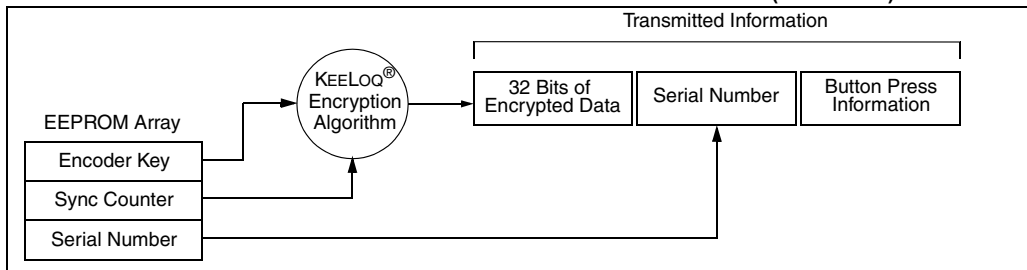 Transmitted Information
KEELOQ®
Encryption
Algorithm
32 Bits of
Encrypted Data
Serial Number
Button Press
Information
EEPROM Array
Encoder Key
Sync Counter
Serial Number